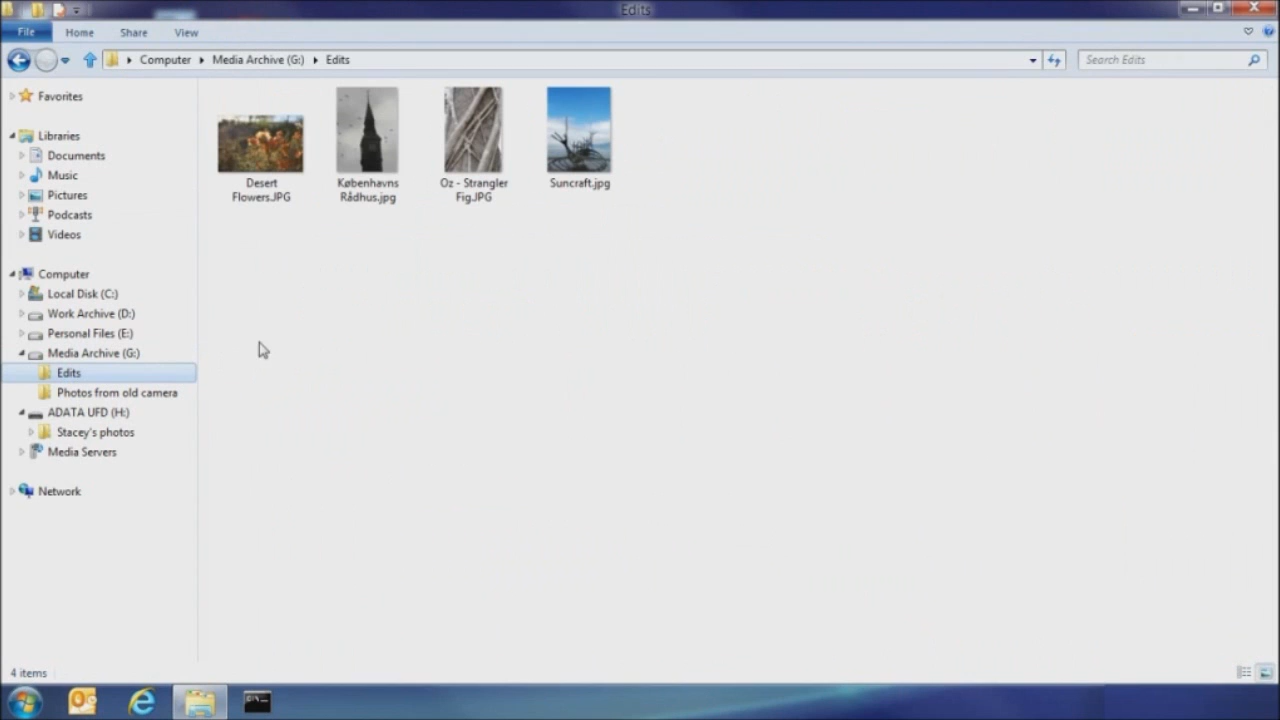 Edits
File
Home
Share
View
Computer
Media Archive (G:)
Edits
Search Edits
Favorites
Libraries
Documents
Music
Pictures
Podcasts
Videos
Computer
Local Disk (C:)
Work Archive (D:)
Personal Files (E:)
Media Archive (G:)
Edits
Photos from old camera
ADATA UFD (H:)
Stacey's photos
Media Servers
Network
Desert
Flowers.JPG
Københavns
Rådhus.jpg
Oz - Strangler
Fig.JPG
Suncraft.jpg
4 items